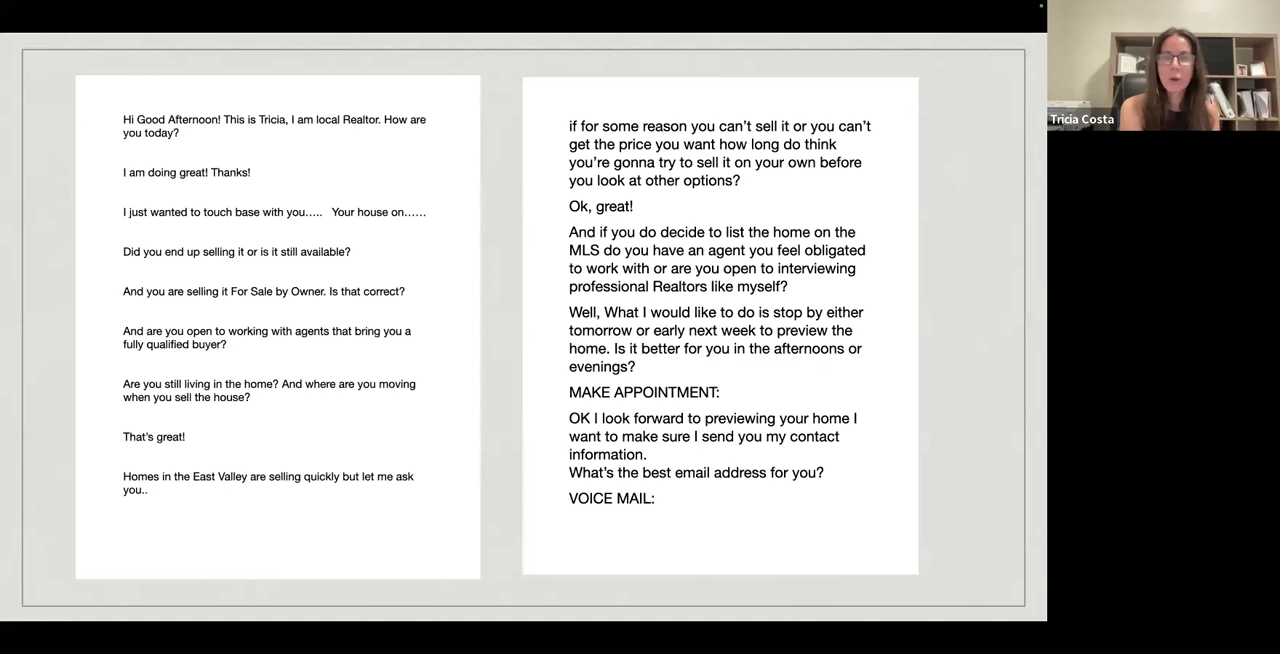 Hi Good Afternoon! This is Tricia, I am local Realtor. How are
you today?
I am doing great! Thanks!
I just wanted to touch base with you….. Your house on……
Did you end up selling it or is it still available?
And you are selling it For Sale by Owner. Is that correct?
And are you open to working with agents that bring you a
fully qualified buyer?
Are you still living in the home? And where are you moving
when you sell the house?
That’s great!
Homes in the East Valley are selling quickly but let me ask
you..
if for some reason you can’t sell it or you can’t
get the price you want how long do think
you’re gonna try to sell it on your own before
you look at other options?
Ok, great!
And if you do decide to list the home on the
MLS do you have an agent you feel obligated
to work with or are you open to interviewing
professional Realtors like myself?
Well, What I would like to do is stop by either
tomorrow or early next week to preview the
home. Is it better for you in the afternoons or
evenings?
MAKE APPOINTMENT:
OK I look forward to previewing your home I
want to make sure I send you my contact
information.
What’s the best email address for you?
VOICE MAIL:
Tricia Costa